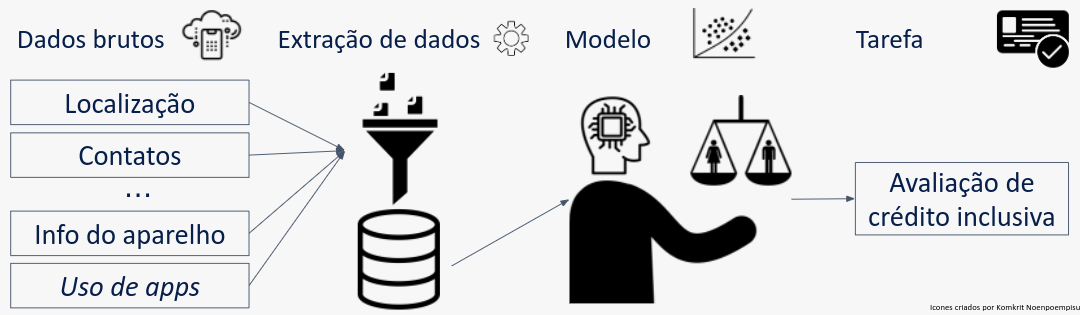 Dados brutos
Extração de dados
Modelo
Tarefa
Localização
Contatos
...
Info do aparelho
Uso de apps
Avaliação de
crédito inclusiva
Icones criados por Komkrit Noenpoempisu